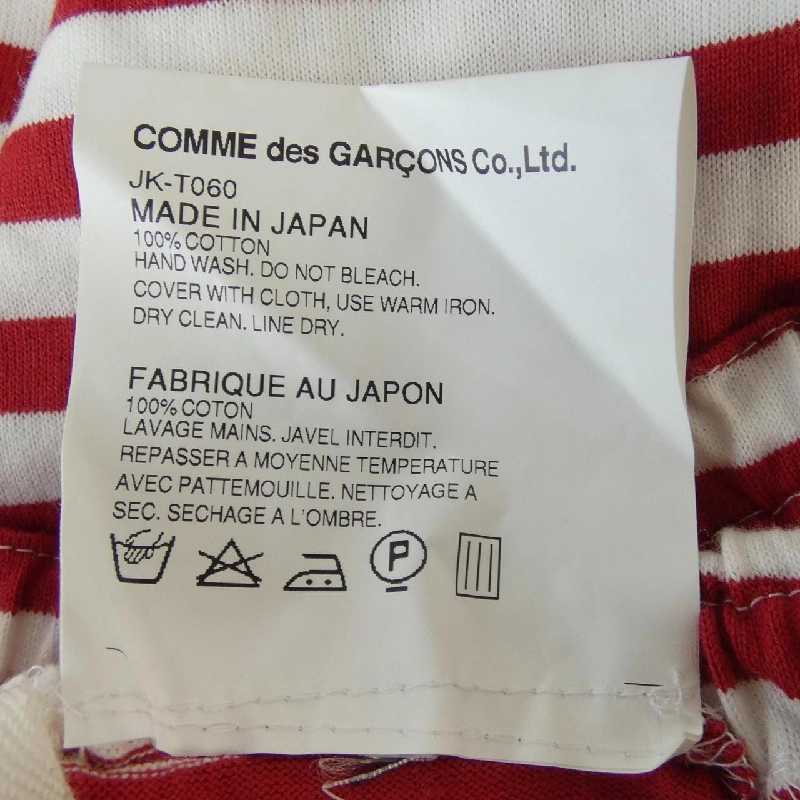 COMME des GARÇONS Co.,Ltd.
JK-T060
MADE IN JAPAN
100% COTTON
HAND WASH. DO NOT BLEACH.
COVER WITH CLOTH, USE WARM IRON.
DRY CLEAN. LINE DRY.
FABRIQUE AU JAPON
100% COTON
LAVAGE MAINS. JAVEL INTERDIT.
REPASSER A MOYENNE TEMPERATURE
AVEC PATTEMOUILLE. NETTOYAGE A
SEC. SECHAGE A L'OMBRE.
P